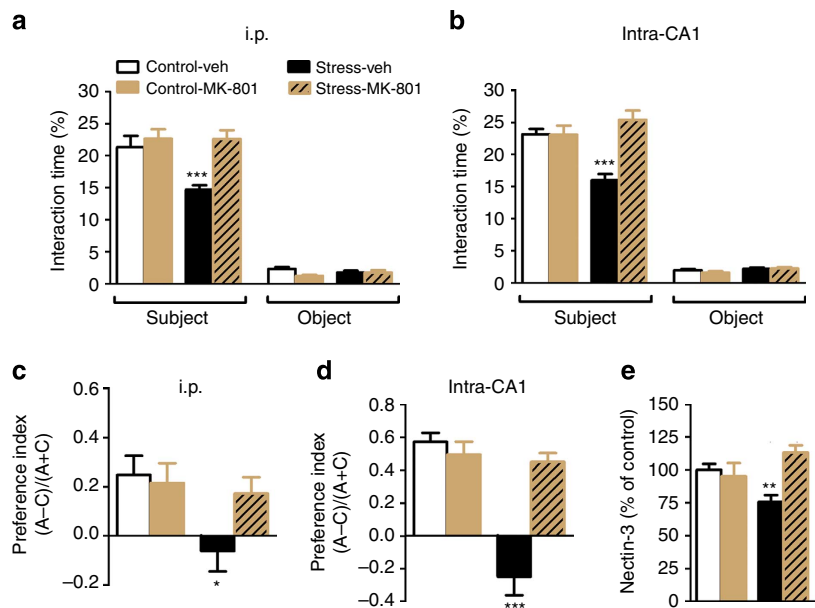 a
i.p.
Control-veh
Stress-veh
Control-MK-801
Stress-MK-801
Interaction time (%)
30
25
20
15
10
5
0
***
Subject
Object
b
Intra-CA1
Interaction time (%)
30
25
20
15
10
5
0
***
Subject
Object
c
i.p.
Preference index
(A–C)/(A+C)
0.6
0.4
0.2
0.0
–0.2
*
d
Intra-CA1
Preference index
(A–C)/(A+C)
0.8
0.6
0.4
0.2
0.0
–0.2
–0.4
***
e
Nectin-3 (% of control)
150
125
100
75
50
25
0
**